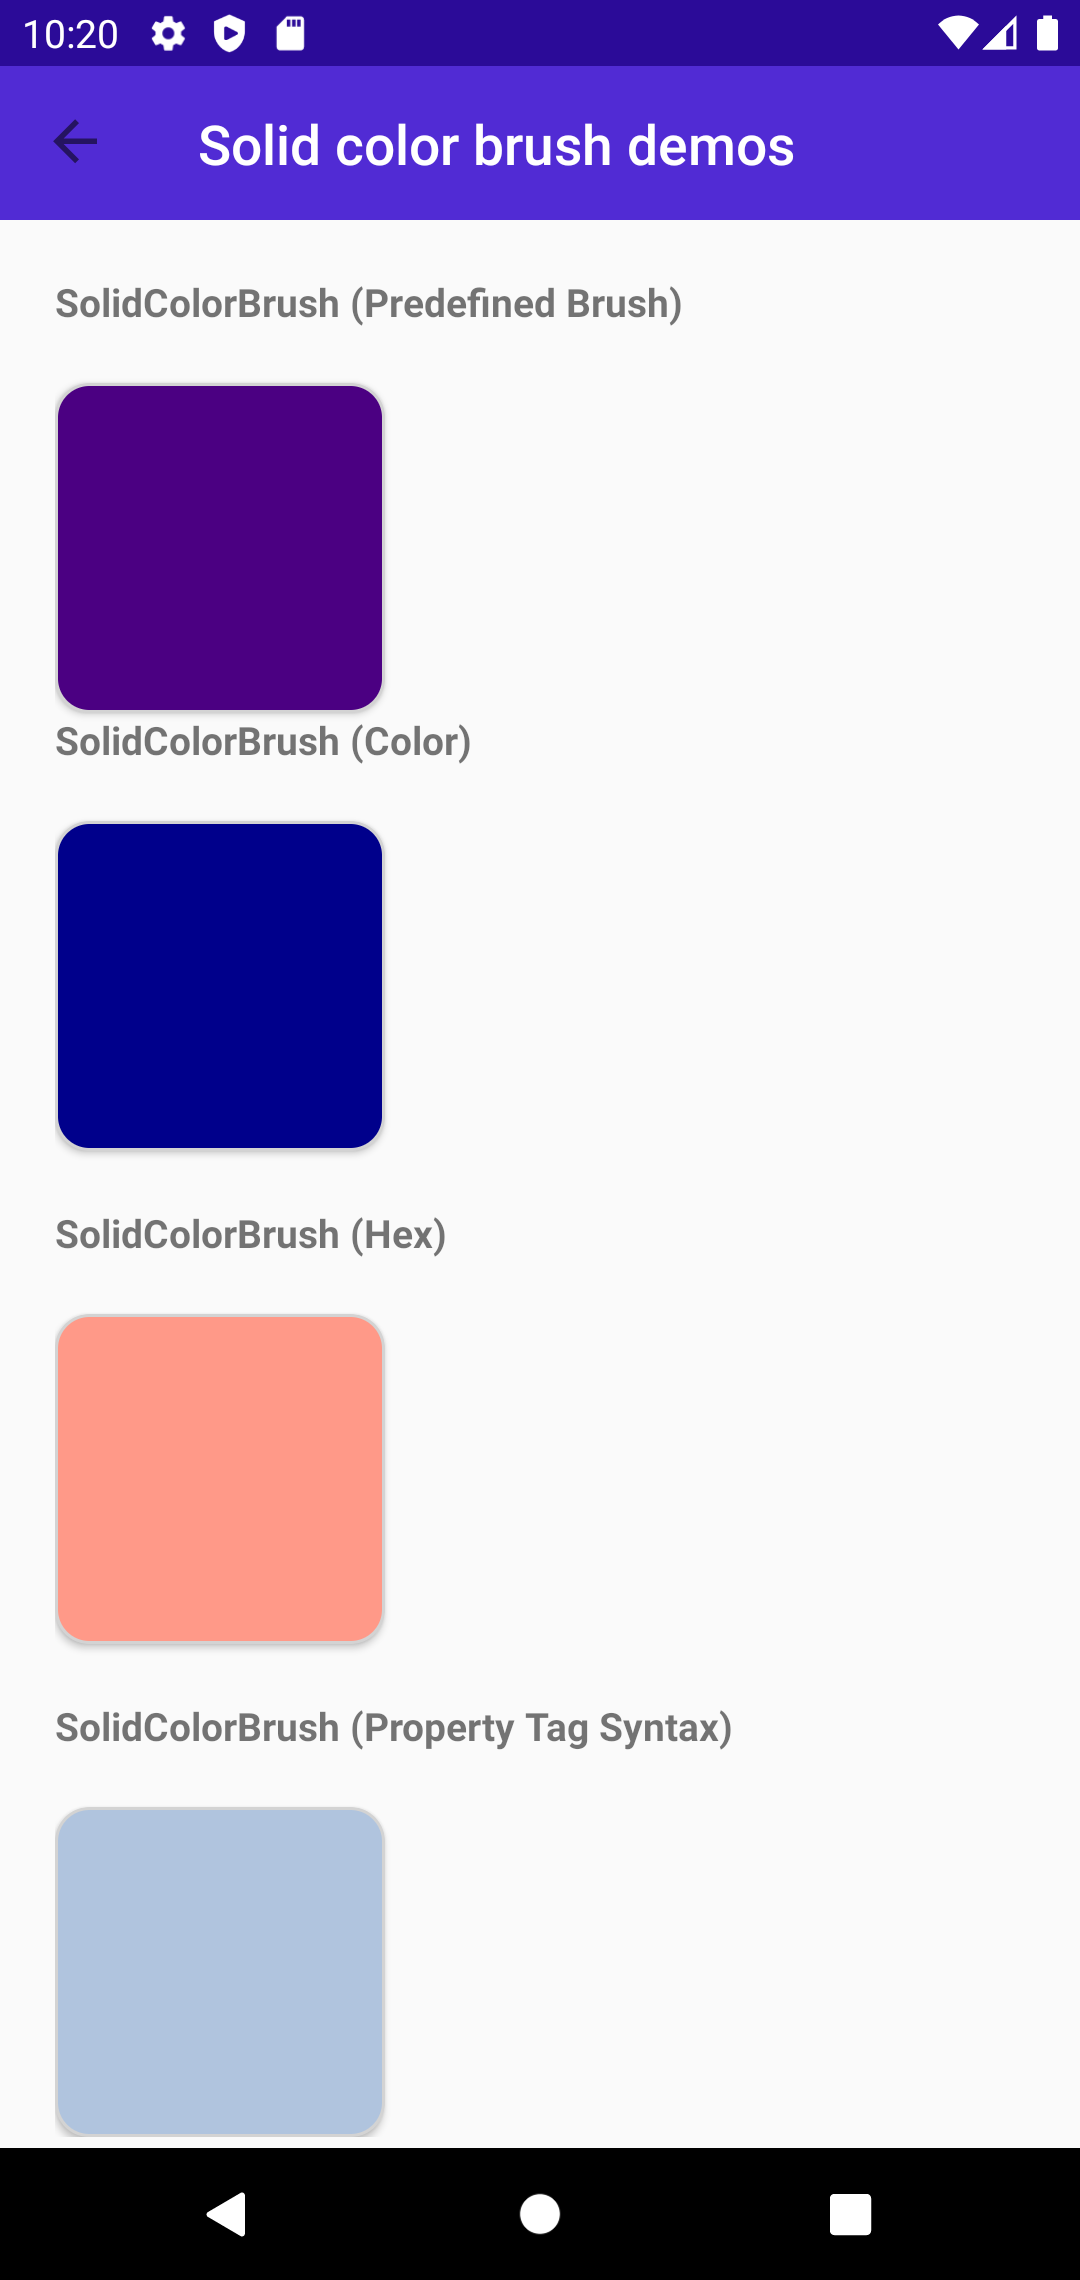 10:20
Solid color brush demos
SolidColorBrush (Predefined Brush)
SolidColorBrush (Color)
SolidColorBrush (Hex)
SolidColorBrush (Property Tag Syntax)